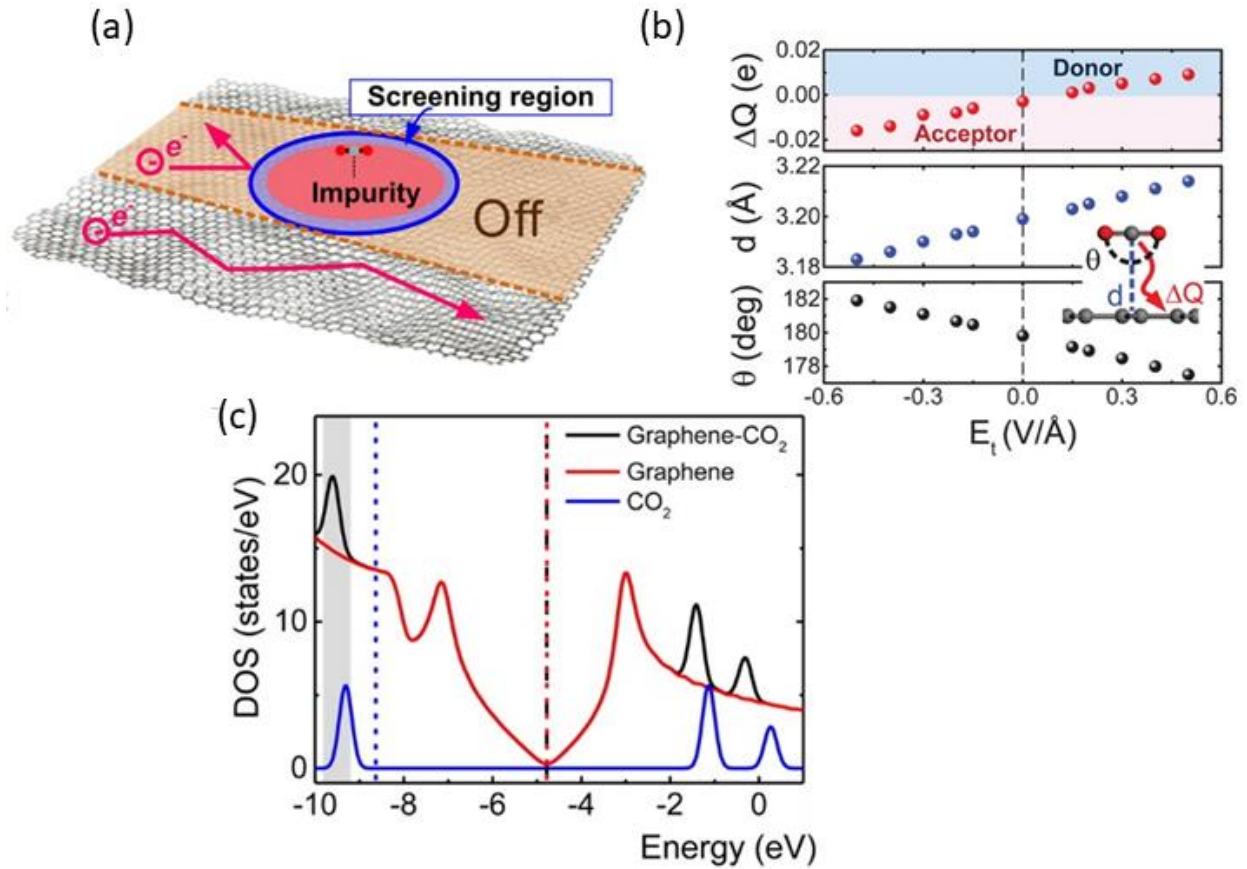 (a)
Screening region
e-
Impurity
Off
e-
(b)
0.02
0.00
-0.02
ΔQ (e)
Donor
Acceptor
3.22
3.20
3.18
d (Å)
182
180
178
θ (deg)
θ
d
ΔQ
-0.6 -0.3 0.0 0.3 0.6
Et (V/Å)
(c)
Graphene-CO2
Graphene
CO2
20
10
0
DOS (states/eV)
-10 -8 -6 -4 -2 0
Energy (eV)